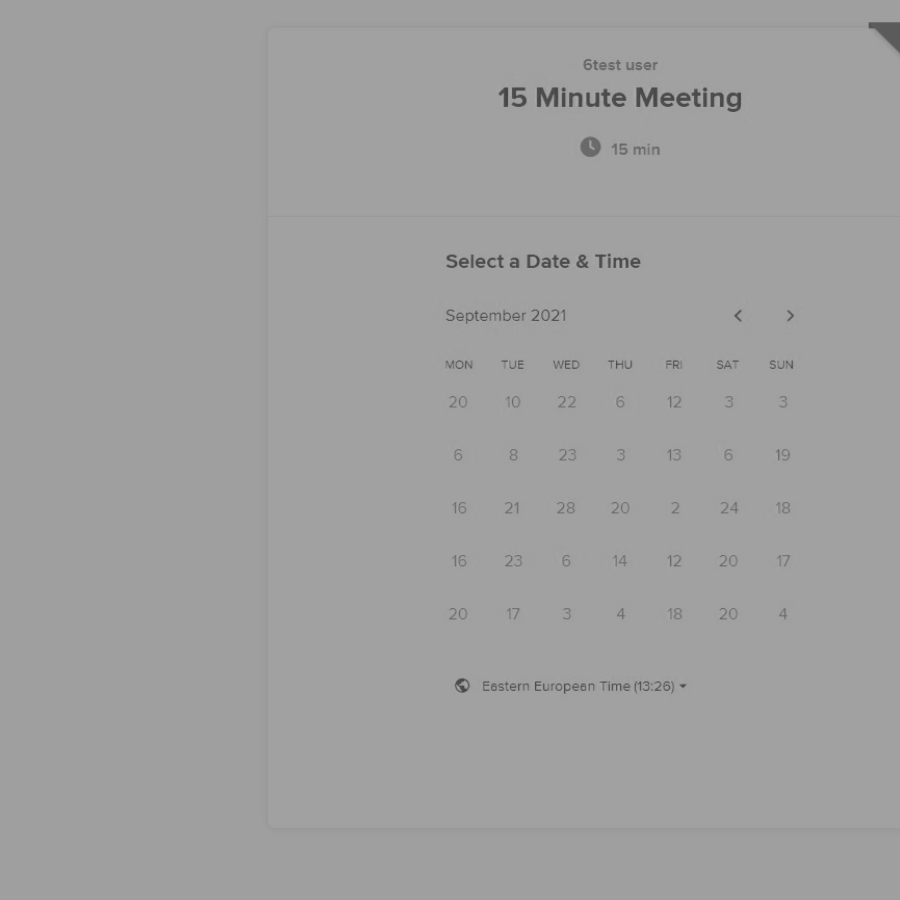 6test user
15 Minute Meeting
15 min
Select a Date & Time
September 2021
MON TUE WED THU FRI SAT SUN
20 10 22 6 12 3 3
6 8 23 3 13 6 19
16 21 28 20 2 24 18
16 23 6 14 12 20 17
20 17 3 4 18 20 4
Eastern European Time (13:26)